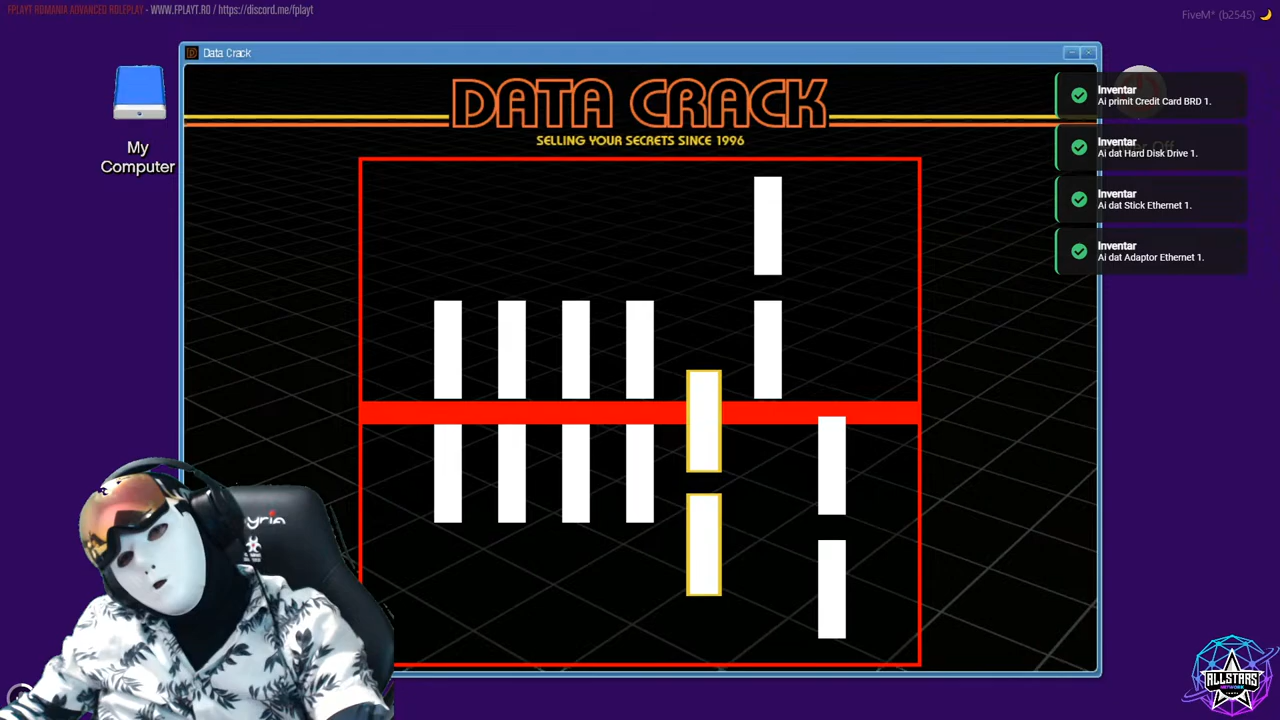 FPLAYT ROMANIA ADVANCED ROLEPLAY - WWW.FPLAYT.RO / https://discord.me/fplayt
FiveM* (b2545)
Data Crack
DATA CRACK
SELLING YOUR SECRETS SINCE 1996
My
Computer
Inventar
Ai primit Credit Card BRD 1.
Inventar
Ai dat Hard Disk Drive 1.
Inventar
Ai dat Stick Ethernet 1.
Inventar
Ai dat Adaptor Ethernet 1.
Off
ALLSTARS
NETWORK